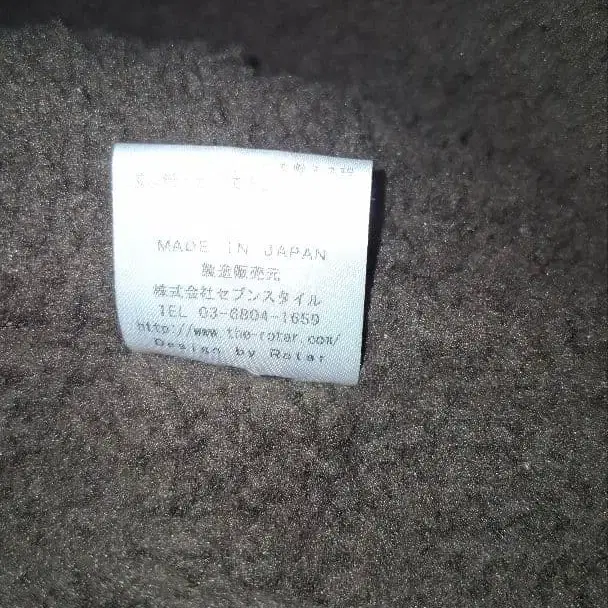 MADE IN JAPAN
製造販売元
株式会社セブンスタイル
TEL 03-6804-1659
http://www.the-rotar.com/
Design by Rotar